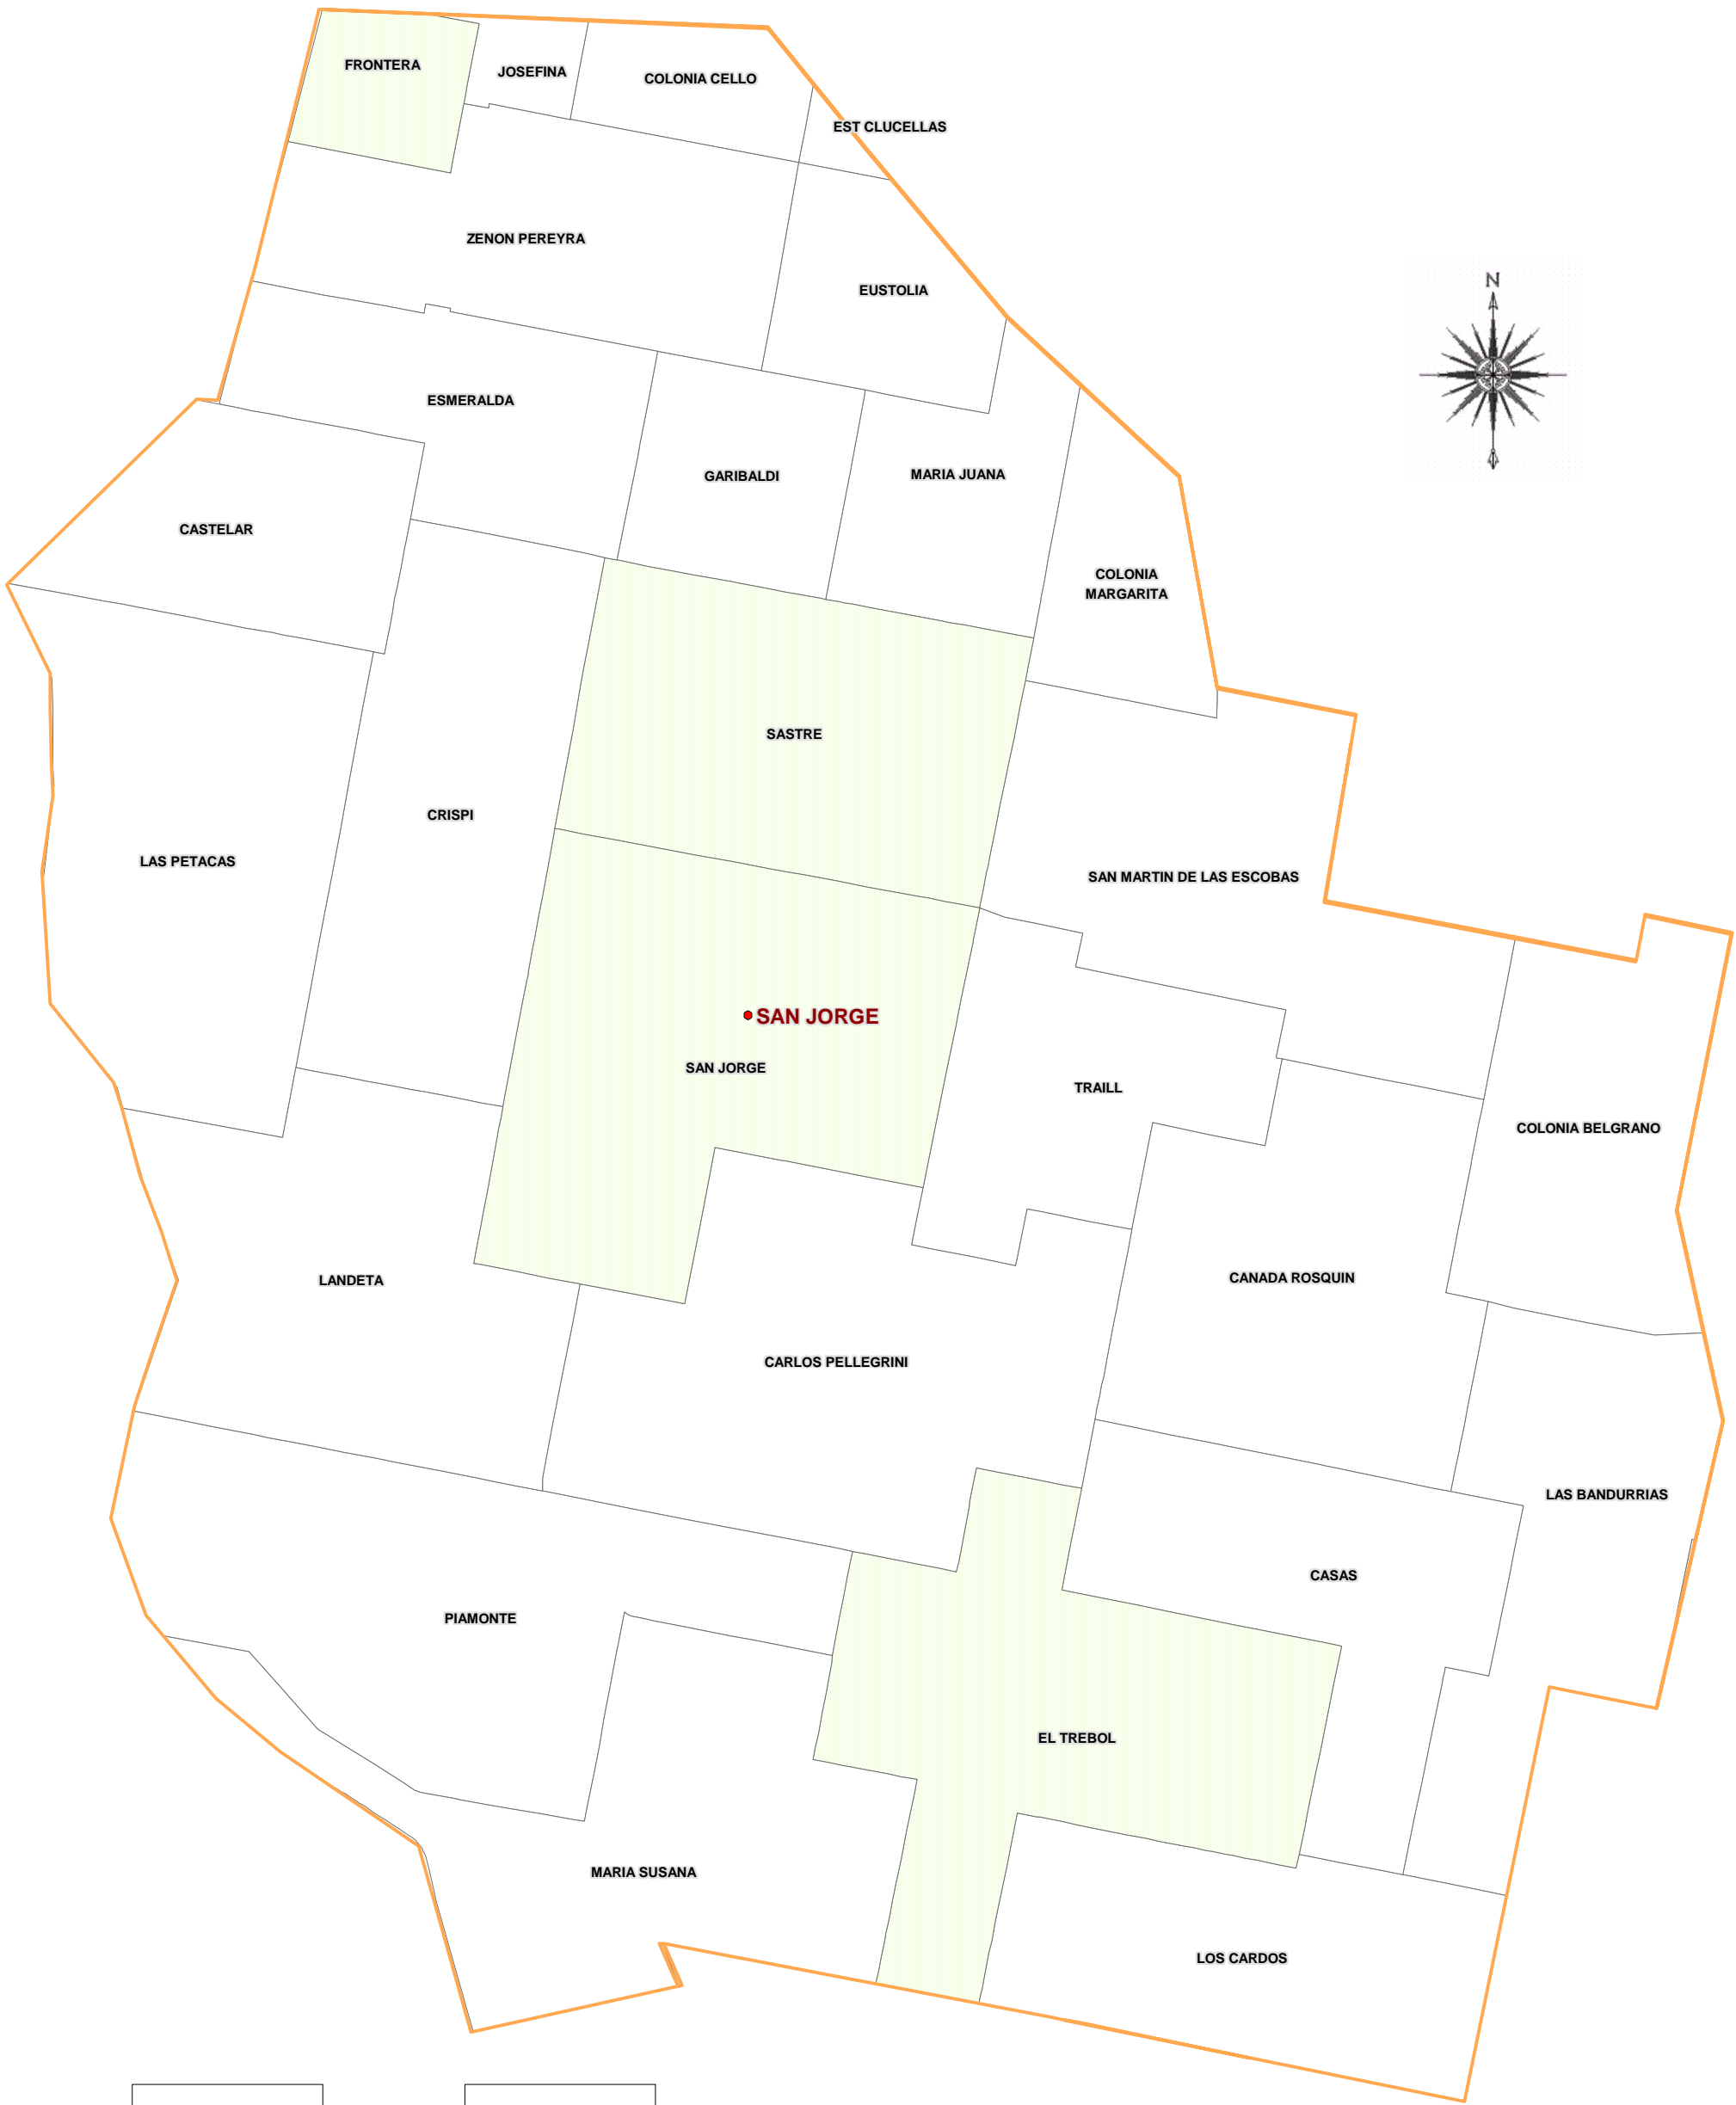 FRONTERA
JOSEFINA
COLONIA CELLO
EST CLUCELLAS
ZENON PEREYRA
EUSTOLIA
N
ESMERALDA
GARIBALDI
MARIA JUANA
CASTELAR
COLONIA
MARGARITA
SASTRE
CRISPI
LAS PETACAS
SAN MARTIN DE LAS ESCOBAS
SAN JORGE
SAN JORGE
TRAILL
COLONIA BELGRANO
LANDETA
CANADA ROSQUIN
CARLOS PELLEGRINI
LAS BANDURRIAS
CASAS
PIAMONTE
EL TREBOL
MARIA SUSANA
LOS CARDOS